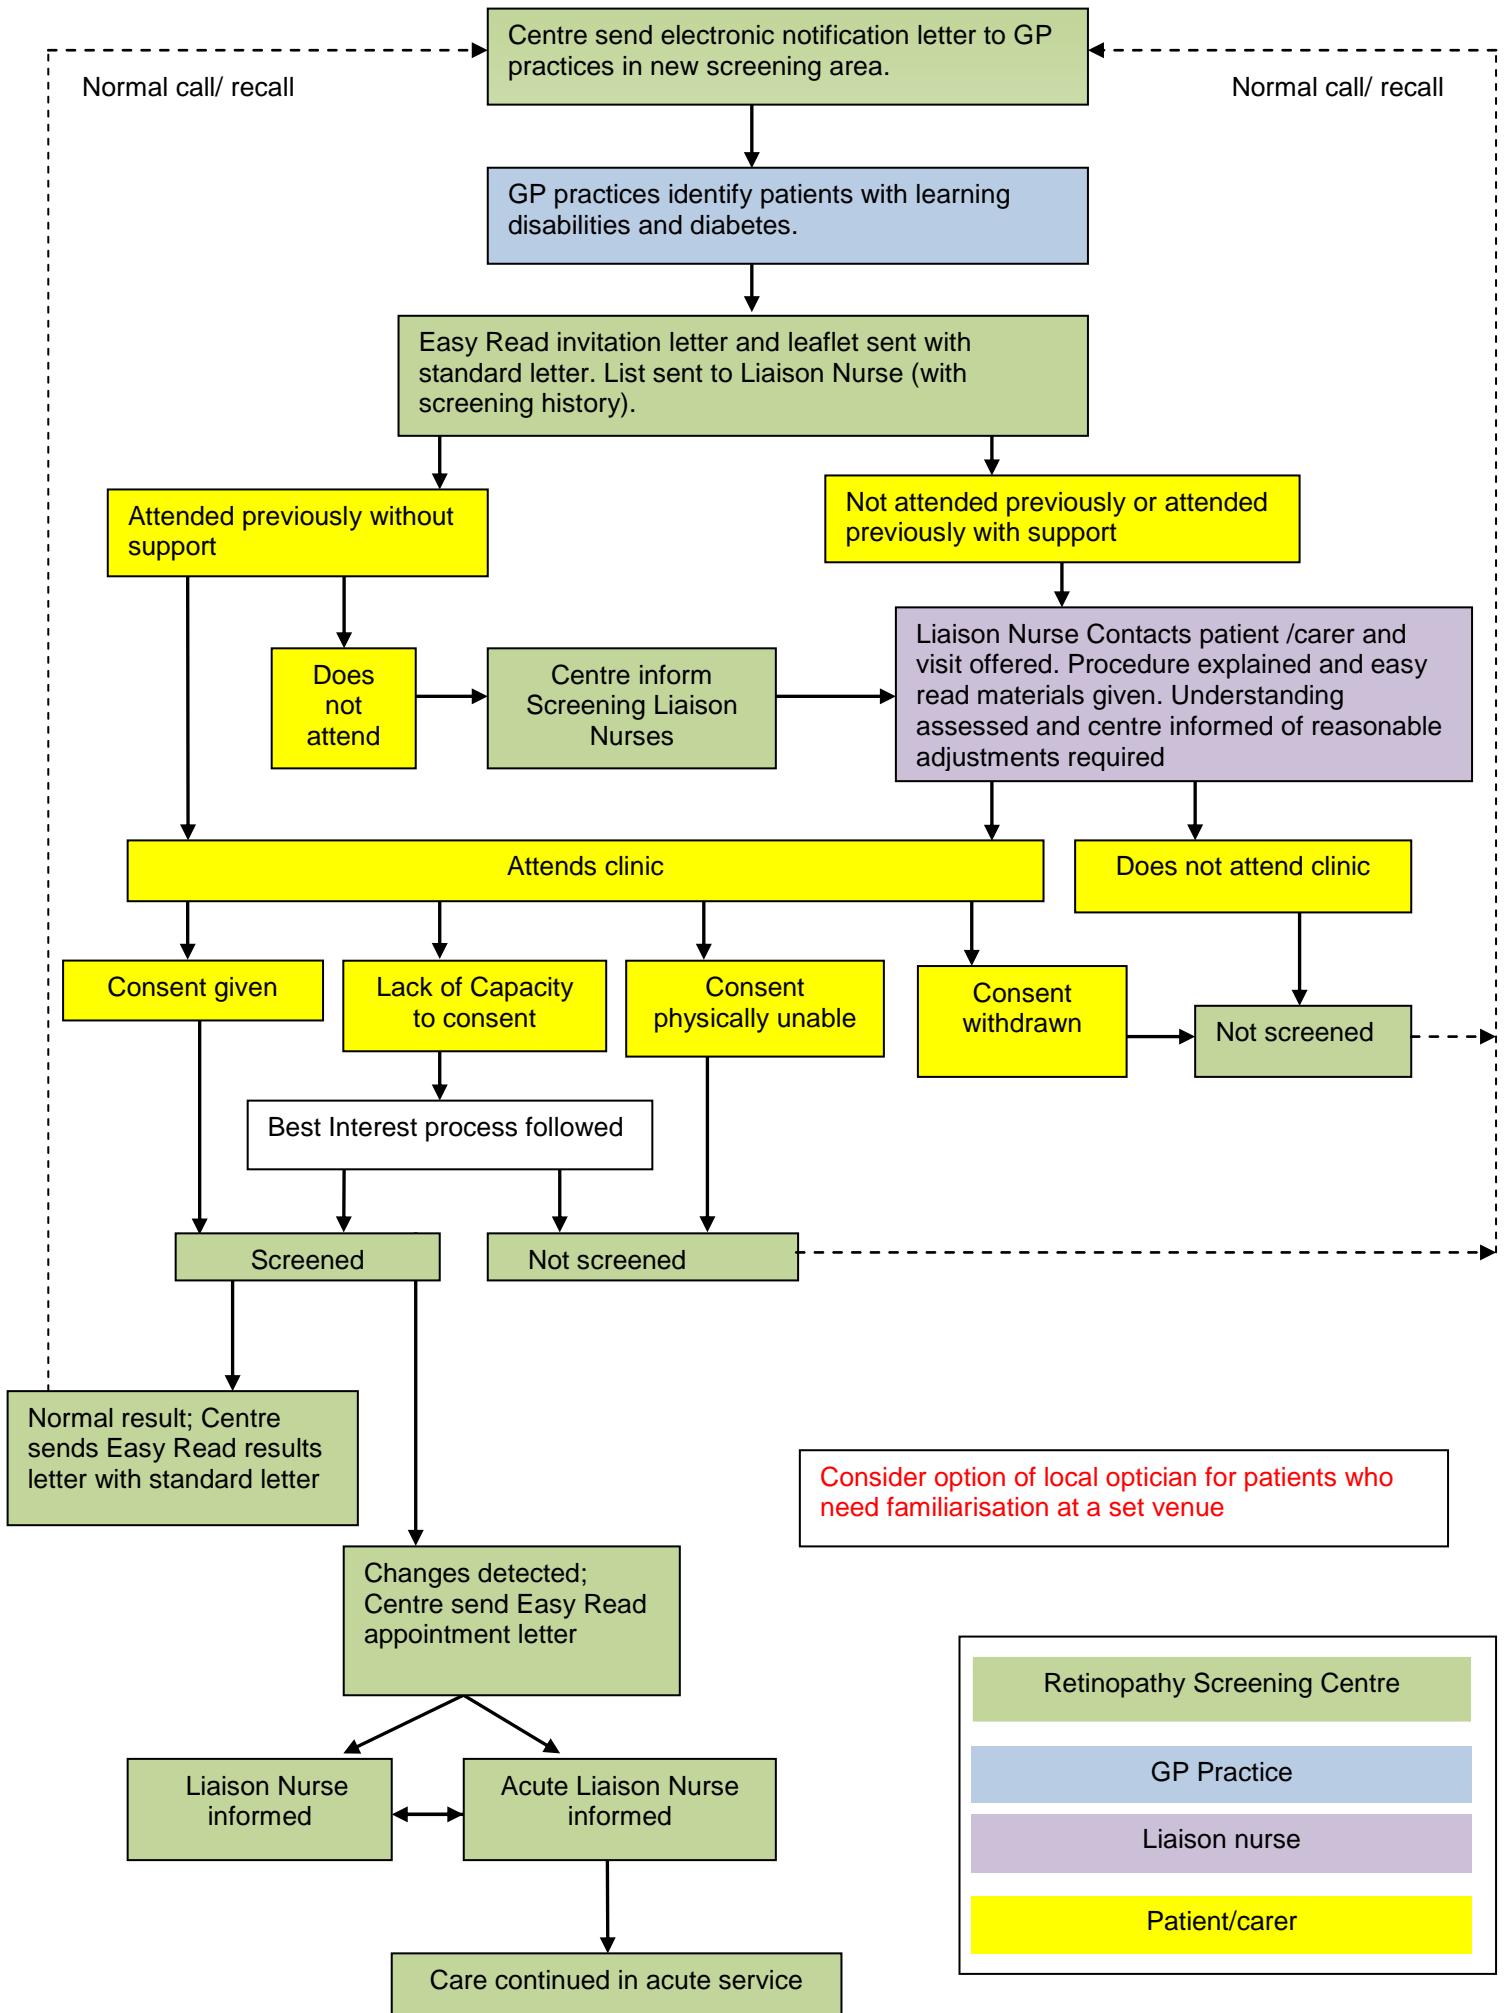 Centre send electronic notification letter to GP
practices in new screening area.
Normal call/ recall
Normal call/ recall
GP practices identify patients with learning
disabilities and diabetes.
Easy Read invitation letter and leaflet sent with
standard letter. List sent to Liaison Nurse (with
screening history).
Attended previously without
support
Not attended previously or attended
previously with support
Does
not
attend
Centre inform
Screening Liaison
Nurses
Liaison Nurse Contacts patient /carer and
visit offered. Procedure explained and easy
read materials given. Understanding
assessed and centre informed of reasonable
adjustments required
Attends clinic
Does not attend clinic
Consent given
Lack of Capacity
to consent
Consent
physically unable
Consent
withdrawn
Not screened
Best Interest process followed
Screened
Not screened
Normal result; Centre
sends Easy Read results
letter with standard letter
Consider option of local optician for patients who
need familiarisation at a set venue
Changes detected;
Centre send Easy Read
appointment letter
Retinopathy Screening Centre
GP Practice
Liaison nurse
Patient/carer
Liaison Nurse
informed
Acute Liaison Nurse
informed
Care continued in acute service